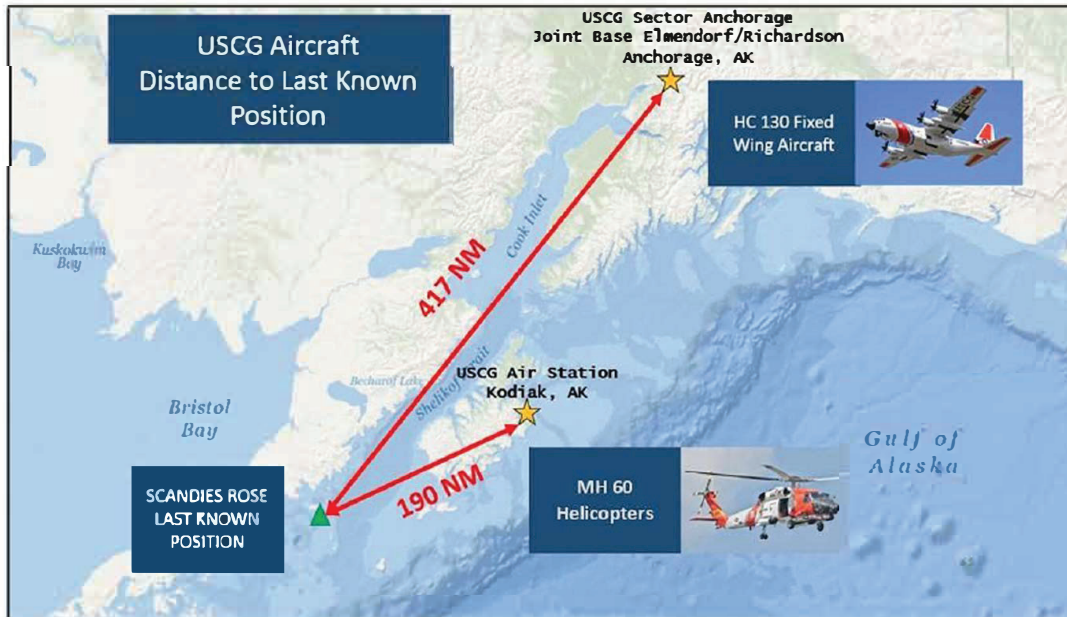 USCG Sector Anchorage
Joint Base Elmendorf/Richardson
Anchorage, AK
USCG Aircraft
Distance to Last Known
Position
HC 130 Fixed
Wing Aircraft
Cook Inlet
Kuskokwim
Bay
417 NM
Becharof Lake
Shelikof Strait
USCG Air Station
Kodiak, AK
Bristol
Bay
Gulf of
Alaska
190 NM
SCANDIES ROSE
LAST KNOWN
POSITION
MH 60
Helicopters